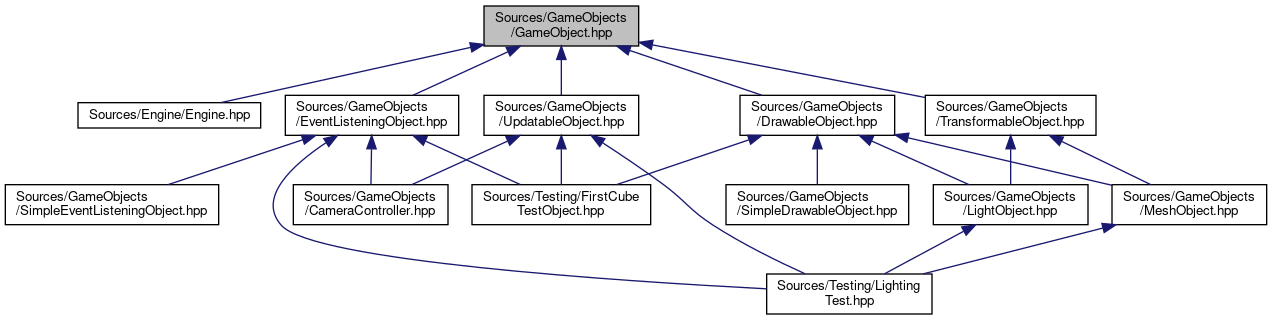 Sources/GameObjects
/GameObject.hpp
Sources/Engine/Engine.hpp
Sources/GameObjects
/EventListeningObject.hpp
Sources/GameObjects
/UpdatableObject.hpp
Sources/GameObjects
/DrawableObject.hpp
Sources/GameObjects
/TransformableObject.hpp
Sources/GameObjects
/SimpleEventListeningObject.hpp
Sources/GameObjects
/CameraController.hpp
Sources/Testing/FirstCube
TestObject.hpp
Sources/GameObjects
/SimpleDrawableObject.hpp
Sources/GameObjects
/LightObject.hpp
Sources/GameObjects
/MeshObject.hpp
Sources/Testing/Lighting
Test.hpp